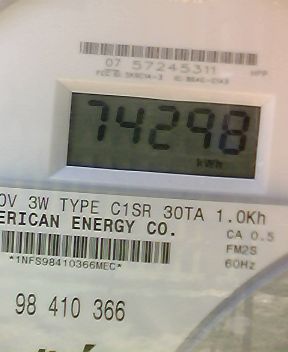 07 57245311
74298
kWh
0V 3W TYPE C1SR 30TA 1.0Kh
ERICAN ENERGY CO.
CA 0.5
FM2S
*1NFS98410366MEC*
60Hz
98 410 366